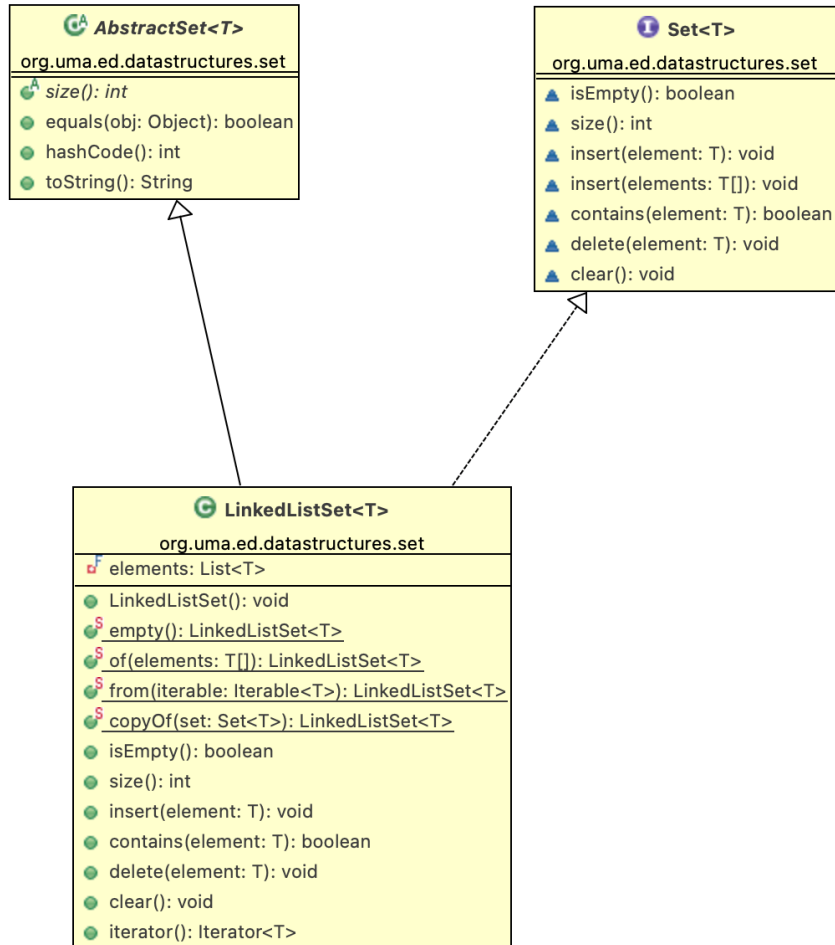 AbstractSet<T>
org.uma.ed.datastructures.set
size(): int
equals(obj: Object): boolean
hashCode(): int
toString(): String
Set<T>
org.uma.ed.datastructures.set
isEmpty(): boolean
size(): int
insert(element: T): void
insert(elements: T[]): void
contains(element: T): boolean
delete(element: T): void
clear(): void
LinkedListSet<T>
org.uma.ed.datastructures.set
elements: List<T>
LinkedListSet(): void
empty(): LinkedListSet<T>
of(elements: T[]): LinkedListSet<T>
from(iterable: Iterable<T>): LinkedListSet<T>
copyOf(set: Set<T>): LinkedListSet<T>
isEmpty(): boolean
size(): int
insert(element: T): void
contains(element: T): boolean
delete(element: T): void
clear(): void
iterator(): Iterator<T>